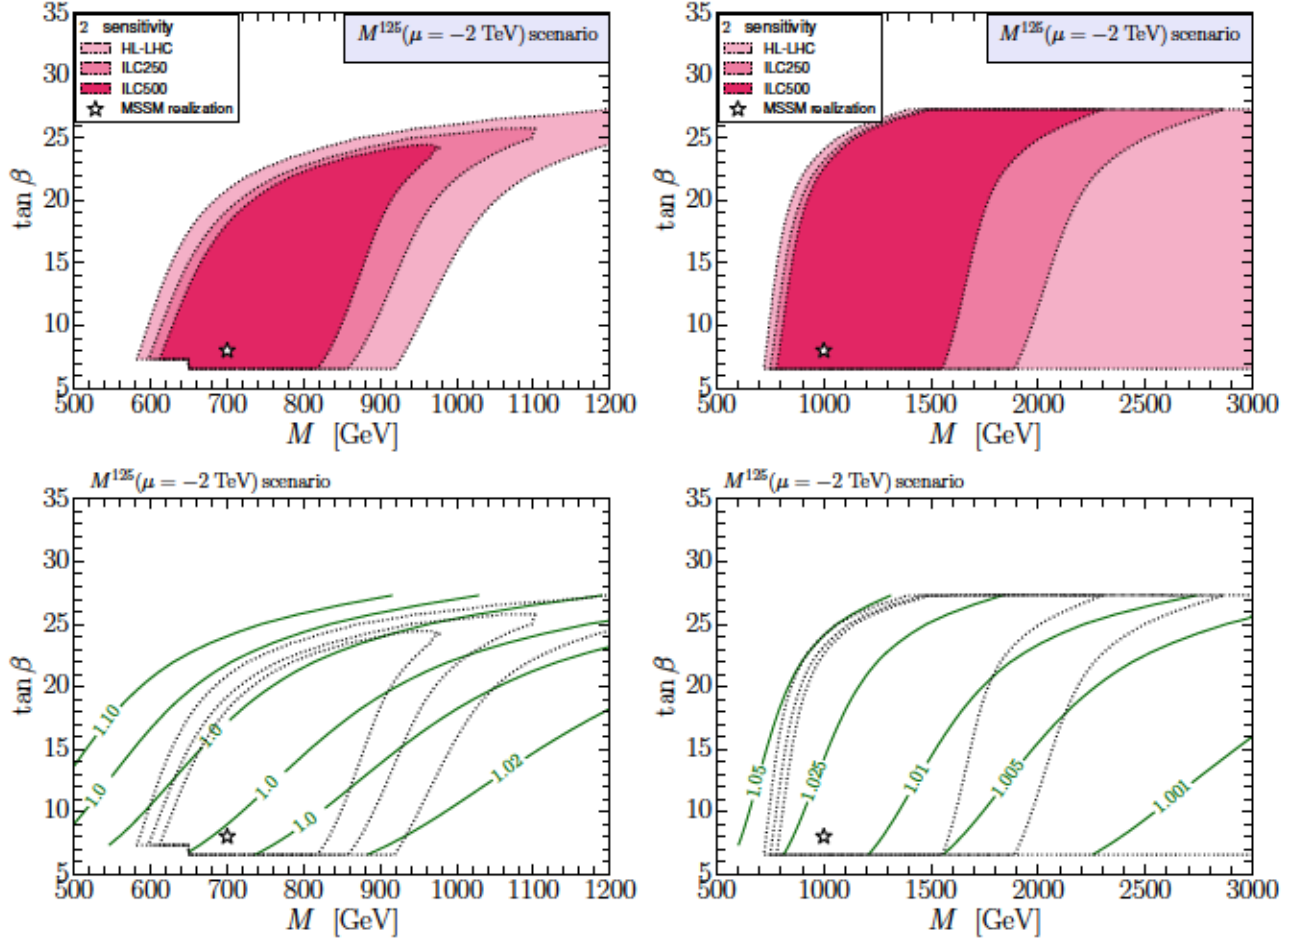 2 sensitivity
HL-LHC
ILC250
ILC500
MSSM realization
M¹²⁵(μ = −2 TeV) scenario
35
30
25
20
15
10
5
tan β
500 600 700 800 900 1000 1100 1200
M [GeV]
2 sensitivity
HL-LHC
ILC250
ILC500
MSSM realization
M¹²⁵(μ = −2 TeV) scenario
35
30
25
20
15
10
5
tan β
500 1000 1500 2000 2500 3000
M [GeV]
M¹²⁵(μ = −2 TeV) scenario
35
30
25
20
15
10
5
tan β
1.10
1.0
1.0
1.0
1.0
1.02
500 600 700 800 900 1000 1100 1200
M [GeV]
M¹²⁵(μ = −2 TeV) scenario
35
30
25
20
15
10
5
tan β
1.05
1.025
1.01
1.005
1.001
500 1000 1500 2000 2500 3000
M [GeV]